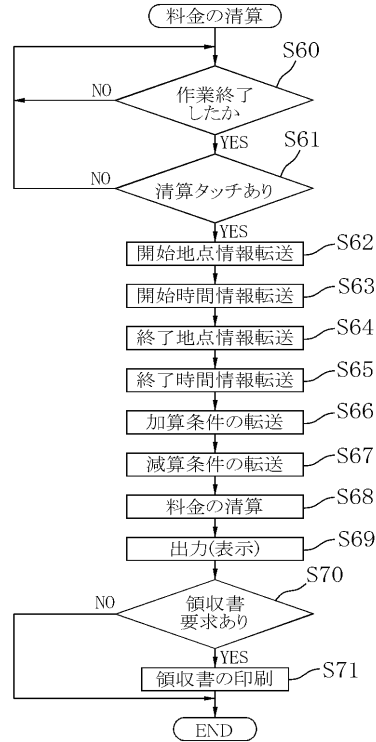 料金の清算
S60
作業終了
したか
NO
YES
S61
清算タッチあり
NO
YES
開始地点情報転送
S62
開始時間情報転送
S63
終了地点情報転送
S64
終了時間情報転送
S65
加算条件の転送
S66
減算条件の転送
S67
料金の清算
S68
出力(表示)
S69
S70
領収書
要求あり
NO
YES
領収書の印刷
S71
END